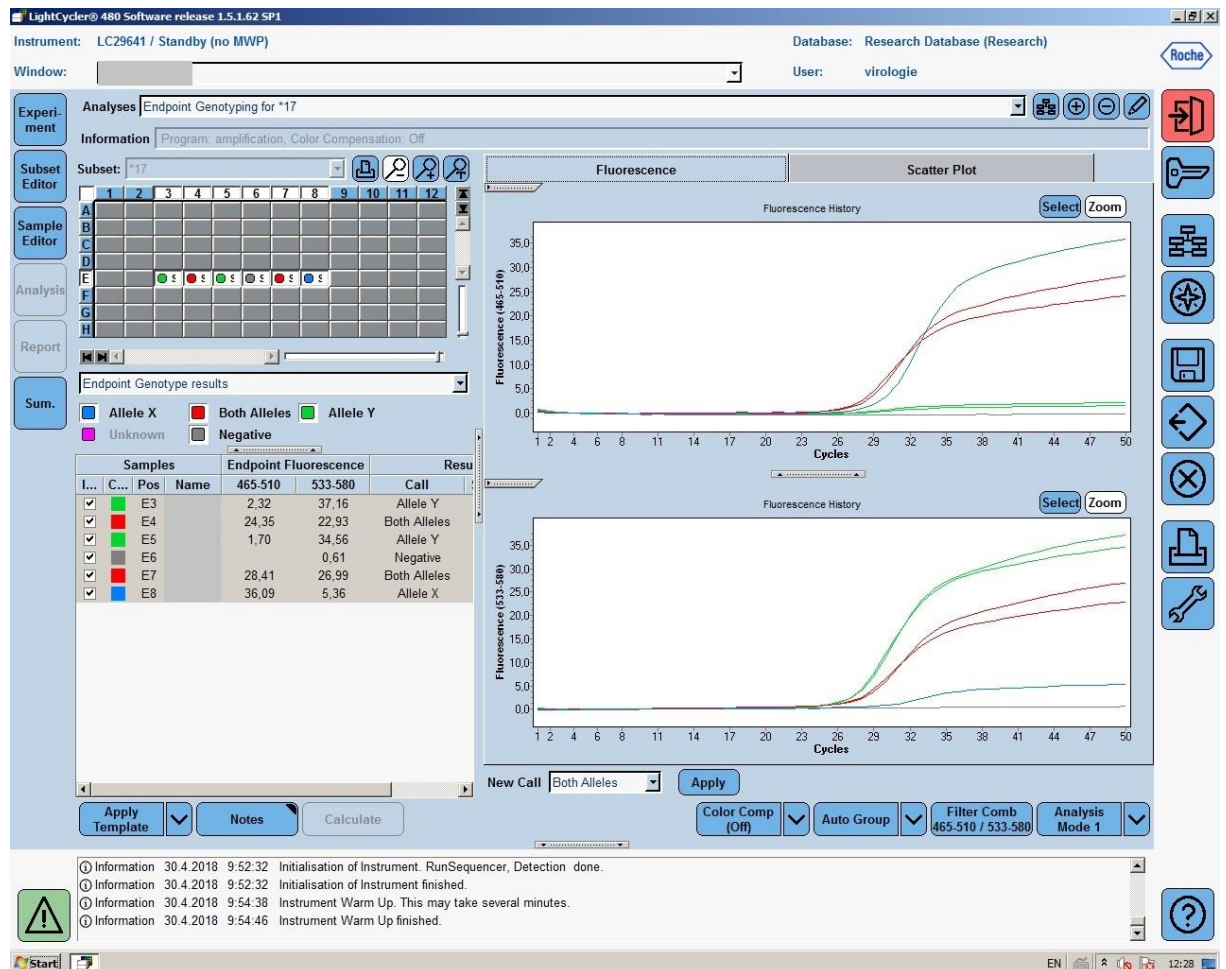 LightCycler® 480 Software release 1.5.1.62 SP1
Instrument: LC29641 / Standby (no MWP)
Database: Research Database (Research)
Window:
User: virologie
Roche
Experi-
ment
Subset
Editor
Sample
Editor
Analysis
Report
Sum.
Analyses Endpoint Genotyping for *17
Information Program: amplification, Color Compensation: Off
Subset: *17
1 2 3 4 5 6 7 8 9 10 11 12
A
B
C
D
E S S S S S S
F
G
H
Endpoint Genotype results
Allele X Both Alleles Allele Y
Unknown Negative
Samples Endpoint Fluorescence Resu
I... C... Pos Name 465-510 533-580 Call
E3 2,32 37,16 Allele Y
E4 24,35 22,93 Both Alleles
E5 1,70 34,56 Allele Y
E6 0,61 Negative
E7 28,41 26,99 Both Alleles
E8 36,09 5,36 Allele X
Fluorescence Scatter Plot
Fluorescence History
Select Zoom
Fluorescence (465-510)
35,0
30,0
25,0
20,0
15,0
10,0
5,0
0,0
1 2 4 6 8 11 14 17 20 23 26 29 32 35 38 41 44 47 50
Cycles
Fluorescence History
Select Zoom
Fluorescence (533-580)
35,0
30,0
25,0
20,0
15,0
10,0
5,0
0,0
1 2 4 6 8 11 14 17 20 23 26 29 32 35 38 41 44 47 50
Cycles
New Call Both Alleles Apply
Apply
Template
Notes
Calculate
Color Comp
(Off)
Auto Group
Filter Comb
465-510 / 533-580
Analysis
Mode 1
Information 30.4.2018 9:52:32 Initialisation of Instrument. RunSequencer, Detection done.
Information 30.4.2018 9:52:32 Initialisation of Instrument finished.
Information 30.4.2018 9:54:38 Instrument Warm Up. This may take several minutes.
Information 30.4.2018 9:54:46 Instrument Warm Up finished.
Start
EN 12:28